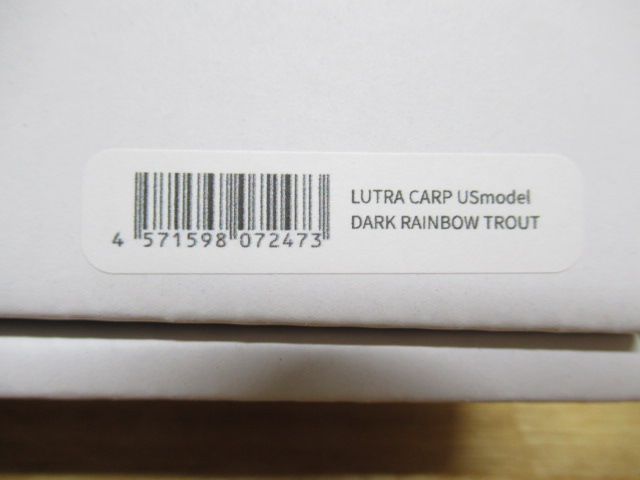 LUTRA CARP USmodel
DARK RAINBOW TROUT
4 571598 072473